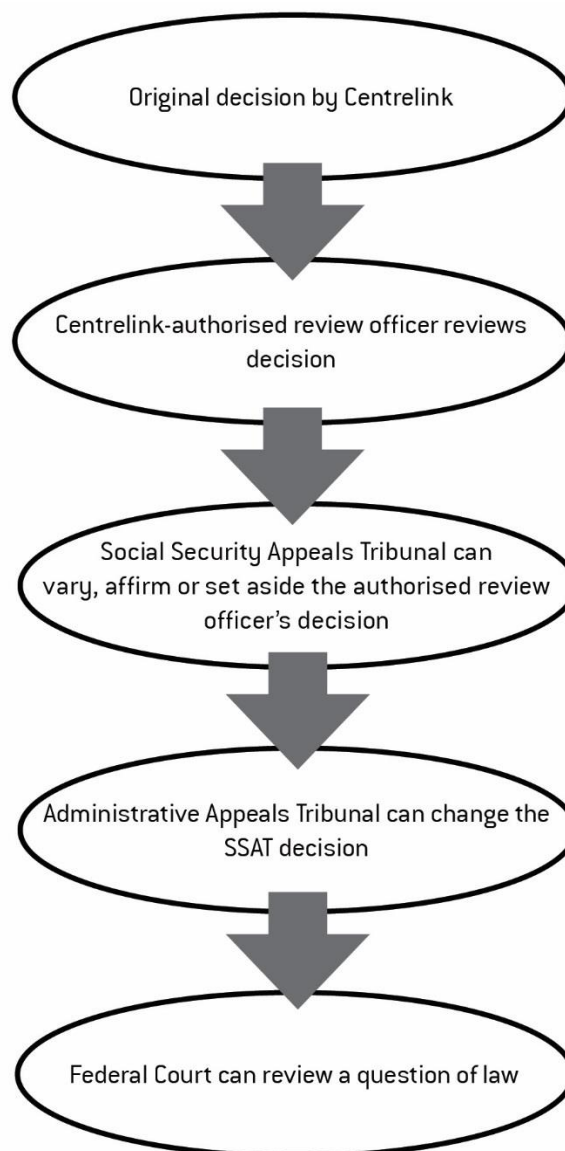 Original decision by Centrelink
Centrelink-authorised review officer reviews
decision
Social Security Appeals Tribunal can
vary, affirm or set aside the authorised review
officer's decision
Administrative Appeals Tribunal can change the
SSAT decision
Federal Court can review a question of law